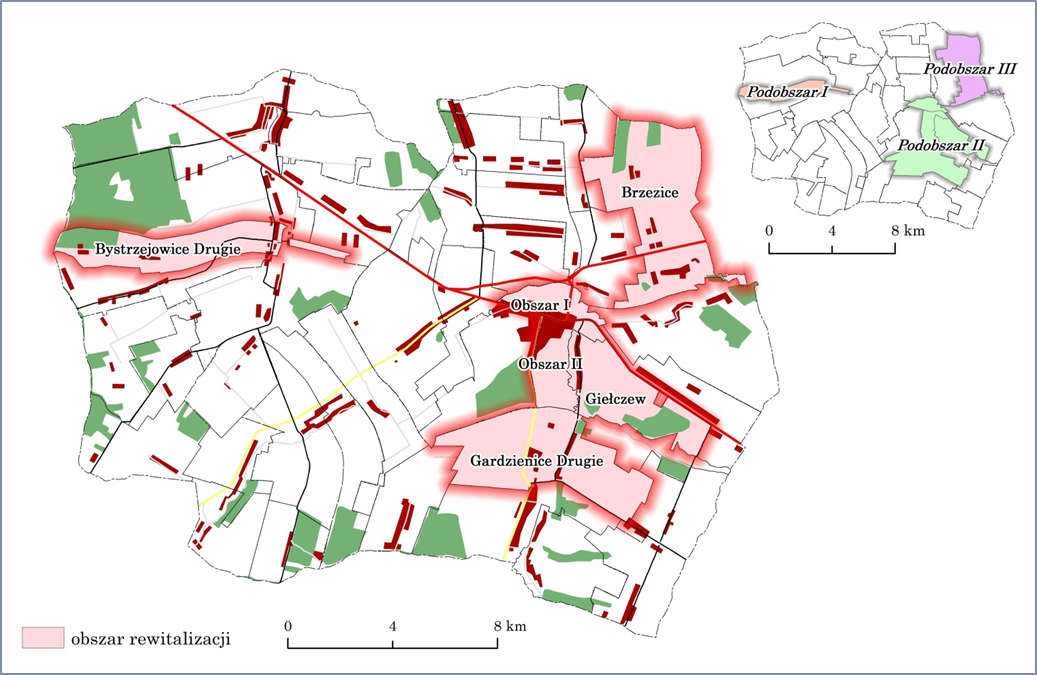 Podobszar III
Podobszar I
Podobszar II
0 4 8 km
Brzezice
Bystrzejowice Drugie
Obszar I
Obszar II
Giełczew
Gardzienice Drugie
obszar rewitalizacji
0 4 8 km